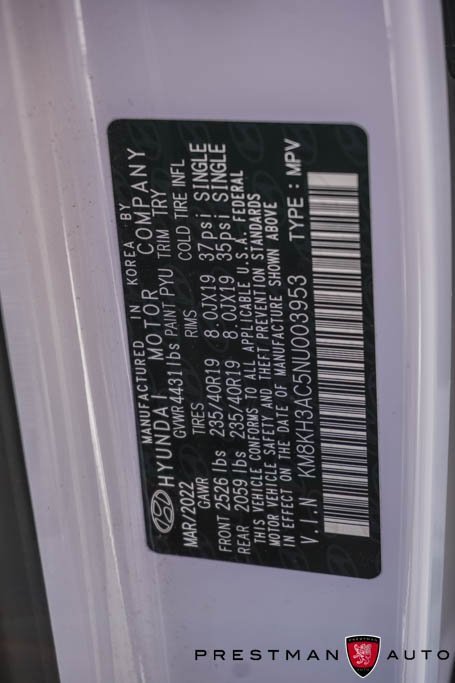 MANUFACTURED IN KOREA BY
HYUNDAI MOTOR COMPANY
MAR/2022 GVWR4431lbs PAINT PYU TRIM TRY
GAWR TIRES RIMS COLD TIRE INFL
FRONT 2526 lbs 235/40R19 8.0JX19 37psi SINGLE
REAR 2059 lbs 235/40R19 8.0JX19 35psi SINGLE
THIS VEHICLE CONFORMS TO ALL APPLICABLE U.S.A. FEDERAL
MOTOR VEHICLE SAFETY AND THEFT PREVENTION STANDARDS
IN EFFECT ON THE DATE OF MANUFACTURE SHOWN ABOVE
V.I.N KM8KH3AC5NU003953 TYPE : MPV
PRESTMAN AUTO